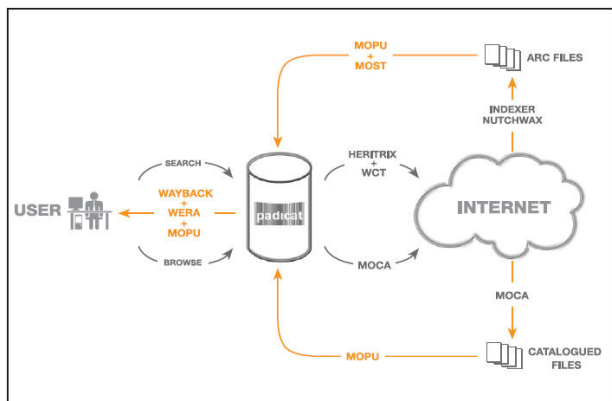 MOPU
+
MOST
ARC FILES
INDEXER
NUTCHWAX
SEARCH
HERITRIX
+
WCT
USER
WAYBACK
+
WERA
+
MOPU
padicat
INTERNET
BROWSE
MOCA
MOCA
MOPU
CATALOGUED
FILES